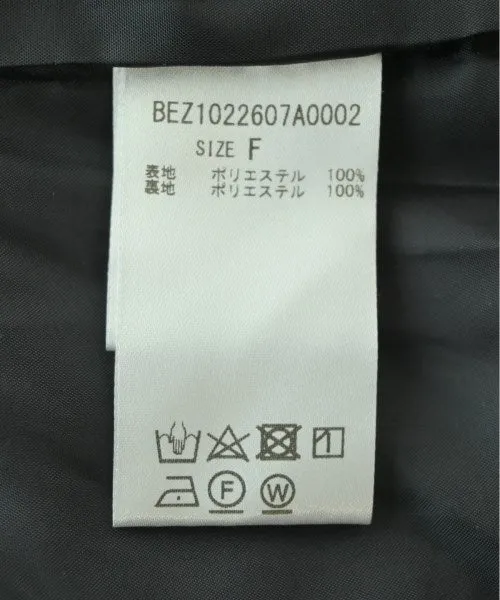 BEZ1022607A0002
SIZE F
表地 ポリエステル 100%
裏地 ポリエステル 100%
F W